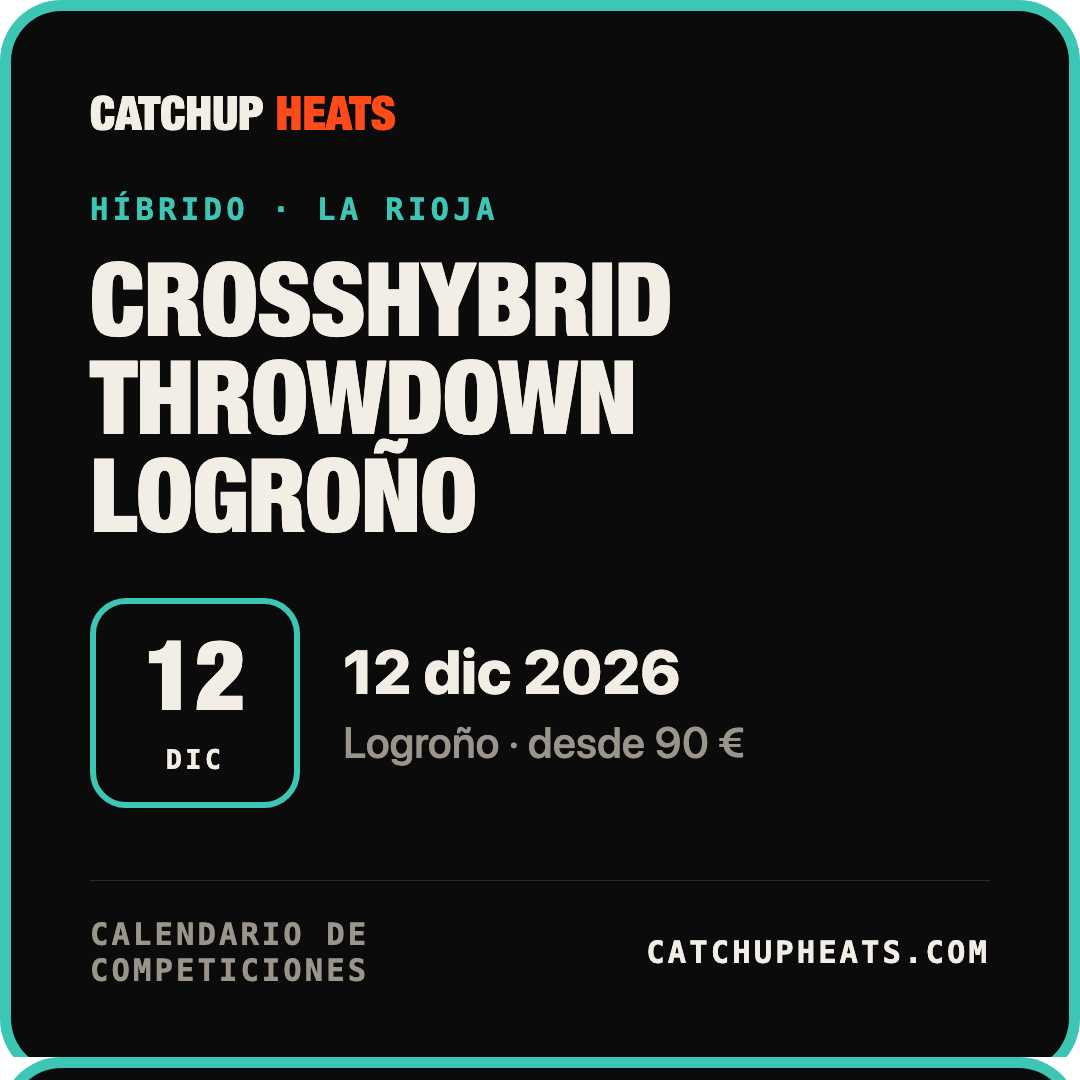 CATCHUP HEATS
HÍBRIDO · LA RIOJA
CROSSHYBRID
THROWDOWN
LOGROÑO
12
DIC
12 dic 2026
Logroño · desde 90 €
CALENDARIO DE
COMPETICIONES
CATCHUPHEATS.COM